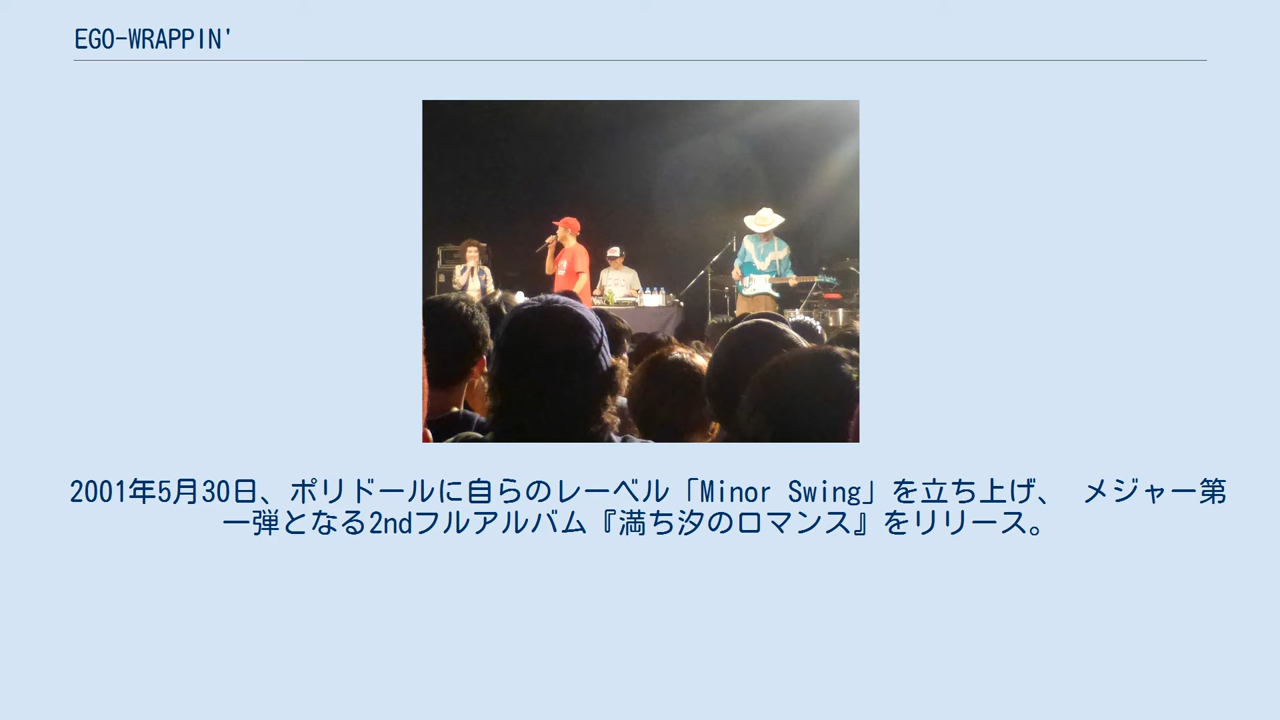 EGO-WRAPPIN'
2001年5月30日、ポリドールに自らのレーベル「Minor Swing」を立ち上げ、 メジャー第
一弾となる2ndフルアルバム『満ち汐のロマンス』をリリース。